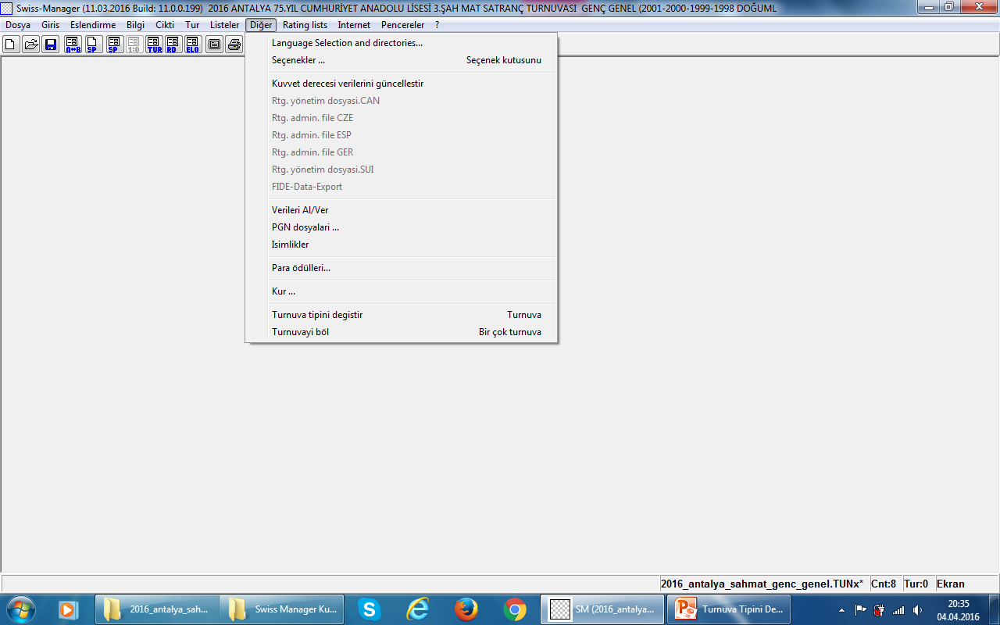 Swiss-Manager (11.03.2016 Build: 11.0.0.199)  2016 ANTALYA 75.YIL CUMHURİYET ANADOLU LİSESİ 3.ŞAH MAT SATRANÇ TURNUVASI  GENÇ GENEL (2001-2000-1999-1998 DOĞUML
Dosya Giris Eslendirme Bilgi Cikti Tur Listeler Diğer Rating lists Internet Pencereler ?
A↔B SP SP 1:0 TUR RD ELO
Language Selection and directories...
Seçenekler ... Seçenek kutusunu
Kuvvet derecesi verilerini güncellestir
Rtg. yönetim dosyasi.CAN
Rtg. admin. file CZE
Rtg. admin. file ESP
Rtg. admin. file GER
Rtg. yönetim dosyasi.SUI
FIDE-Data-Export
Verileri Al/Ver
PGN dosyalari ...
Isimlikler
Para ödülleri...
Kur ...
Turnuva tipini degistir Turnuva
Turnuvayi böl Bir çok turnuva
2016_antalya_sahmat_genc_genel.TUNx* Cnt:8 Tur:0 Ekran
2016_antalya_sah... Swiss Manager Ku... SM (2016_antalya... Turnuva Tipini De... 20:35
04.04.2016